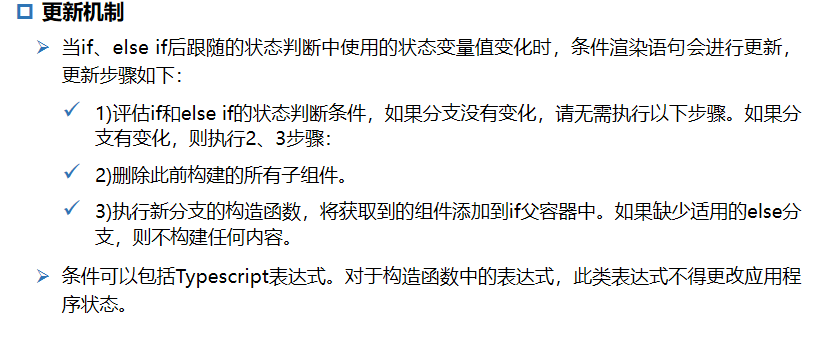 更新机制
当if、else if后跟随的状态判断中使用的状态变量值变化时，条件渲染语句会进行更新，
更新步骤如下：
1)评估if和else if的状态判断条件，如果分支没有变化，请无需执行以下步骤。如果分
支有变化，则执行2、3步骤：
2)删除此前构建的所有子组件。
3)执行新分支的构造函数，将获取到的组件添加到if父容器中。如果缺少适用的else分
支，则不构建任何内容。
条件可以包括Typescript表达式。对于构造函数中的表达式，此类表达式不得更改应用程
序状态。